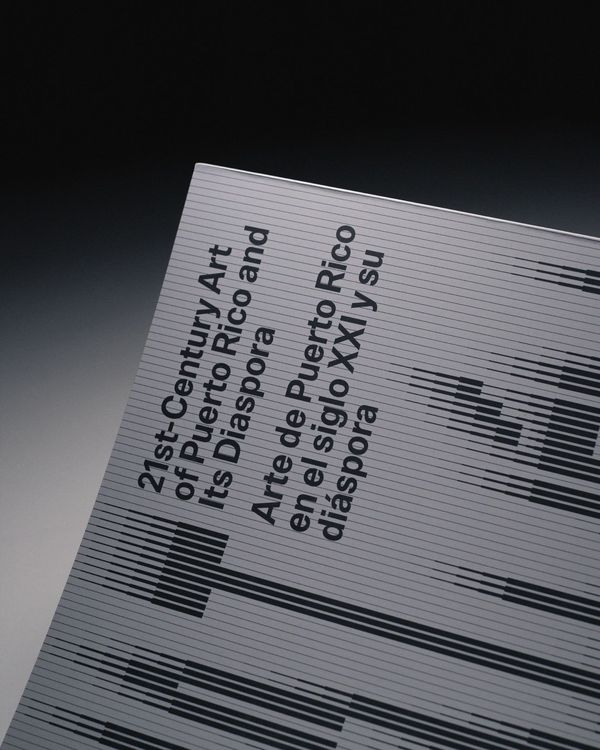 21st-Century Art
of Puerto Rico and
Its Diaspora
Arte de Puerto Rico
en el siglo XXI y su
diáspora